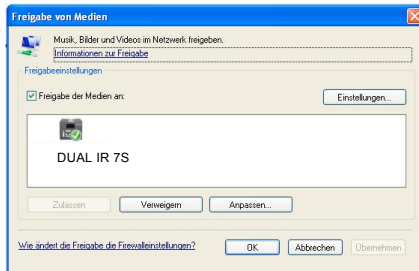 Freigabe von Medien
Musik, Bilder und Videos im Netzwerk freigeben.
Informationen zur Freigabe
Freigabeeinstellungen
Freigabe der Medien an:
Einstellungen...
DUAL IR 7S
Zulassen
Verweigern
Anpassen...
Wie ändert die Freigabe die Firewalleinstellungen?
OK
Abbrechen
Übernehmen